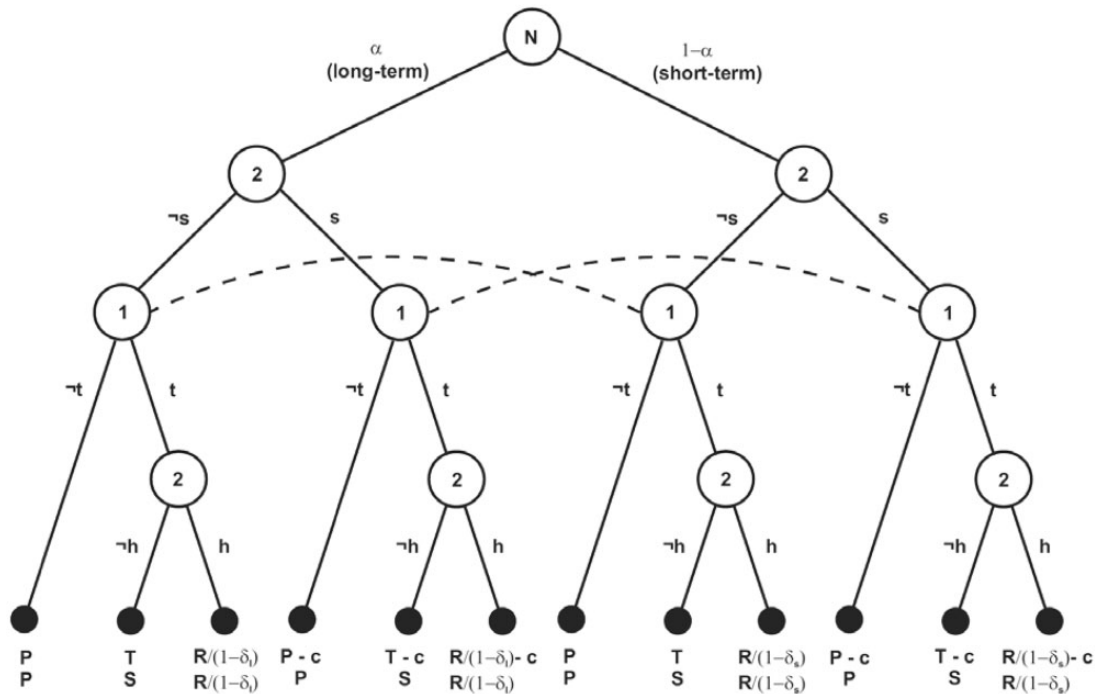 N
α
(long-term)
1−α
(short-term)
2
2
¬s
s
¬s
s
1
1
1
1
¬t
t
¬t
t
¬t
t
¬t
t
2
2
2
2
¬h
h
¬h
h
¬h
h
¬h
h
P T R/(1−δₗ) P - c T - c R/(1−δₗ)- c P T R/(1−δₛ) P - c T - c R/(1−δₛ)- c
P S R/(1−δₗ) P S R/(1−δₗ) P S R/(1−δₛ) P S R/(1−δₛ)